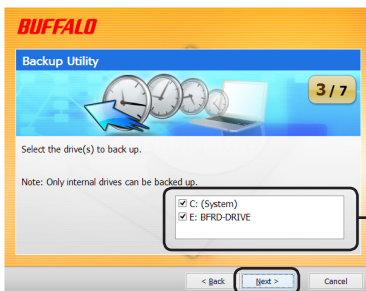 BUFFALO
Backup Utility
3 / 7
Select the drive(s) to back up.
Note: Only internal drives can be backed up.
C: (System)
E: BFRD-DRIVE
< Back
Next >
Cancel